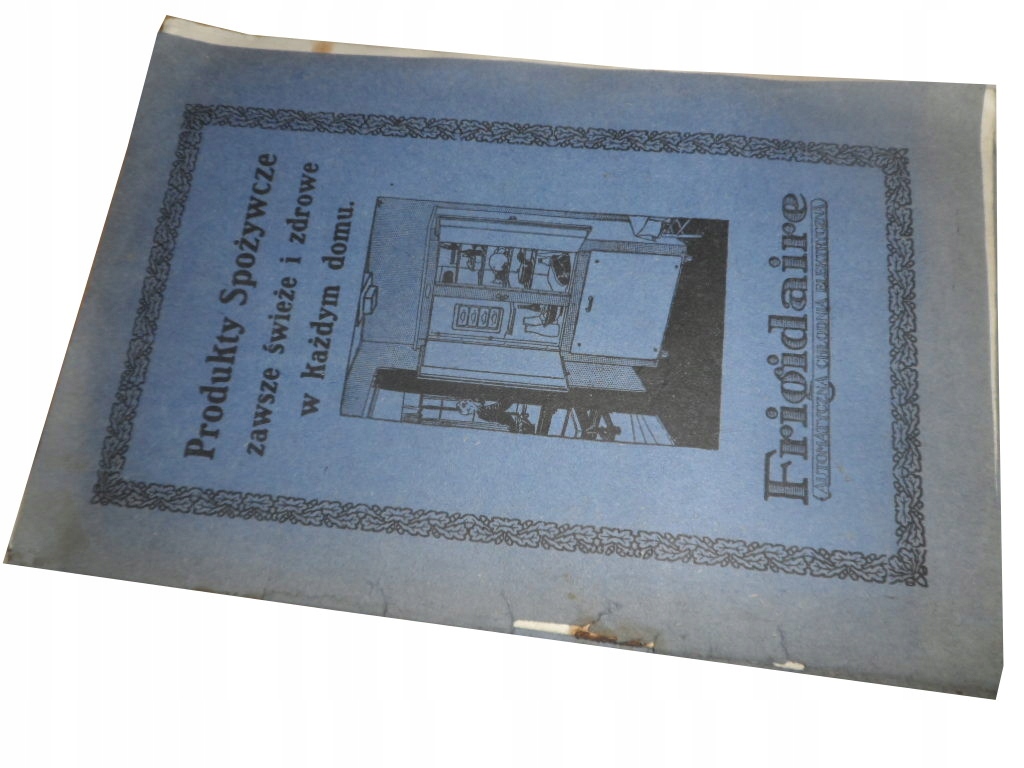 Produkty Spożywcze
zawsze świeże i zdrowe
w każdym domu.
Frigidaire
AUTOMATYCZNA CHŁODNIA ELEKTRYCZNA